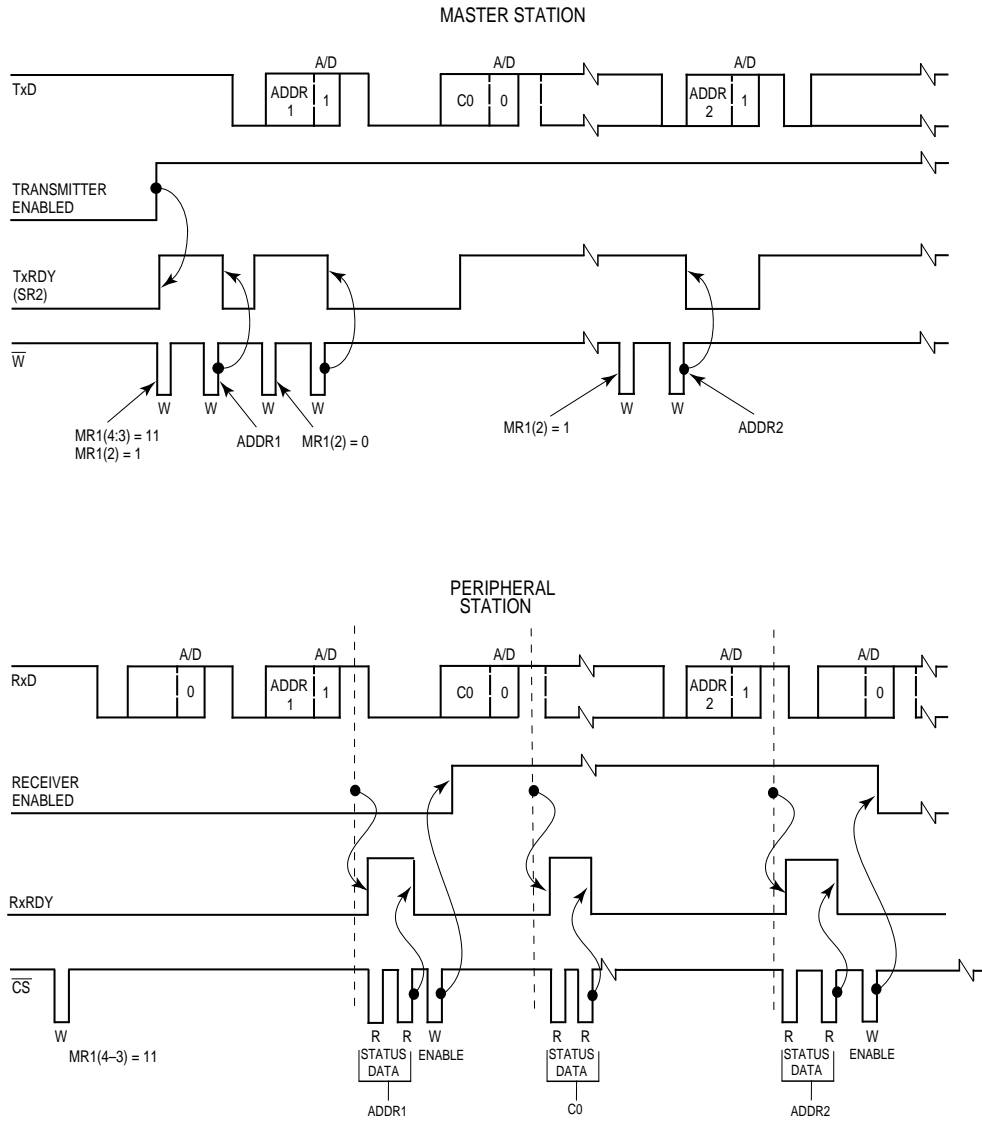 MASTER STATION
A/D A/D A/D
TxD
ADDR
1 1 C0 0 ADDR
2 1
TRANSMITTER
ENABLED
TxRDY
(SR2)
W
W W W W W W
MR1(4:3) = 11
MR1(2) = 1
ADDR1
MR1(2) = 0
MR1(2) = 1
ADDR2
PERIPHERAL
STATION
A/D A/D A/D A/D
RxD
0 ADDR
1 1 C0 0 ADDR
2 1 0
RECEIVER
ENABLED
RxRDY
CS
W R R W R R R R W
MR1(4–3) = 11
STATUS ENABLE STATUS STATUS ENABLE
DATA DATA DATA
ADDR1 C0 ADDR2